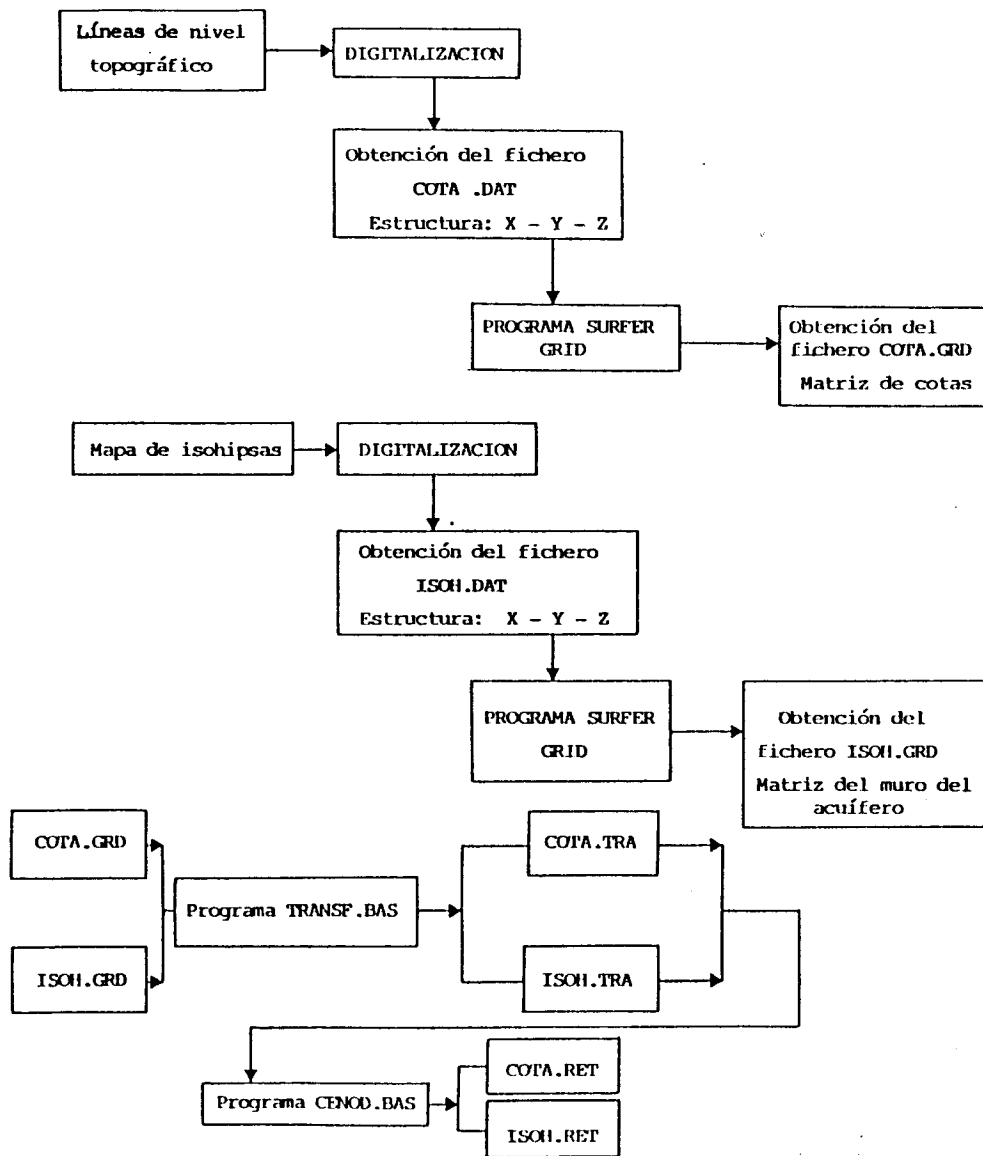 Líneas de nivel
topográfico
DIGITALIZACION
Obtención del fichero
COTA .DAT
Estructura: X - Y - Z
PROGRAMA SURFER
GRID
Obtención del
fichero COTA.GRD
Matriz de cotas
Mapa de isohipsas
DIGITALIZACION
Obtención del fichero
ISOH.DAT
Estructura: X - Y - Z
PROGRAMA SURFER
GRID
Obtención del
fichero ISOH.GRD
Matriz del muro del
acuífero
COTA.GRD
ISOH.GRD
Programa TRANSF.BAS
COTA.TRA
ISOH.TRA
Programa CENOD.BAS
COTA.RET
ISOH.RET